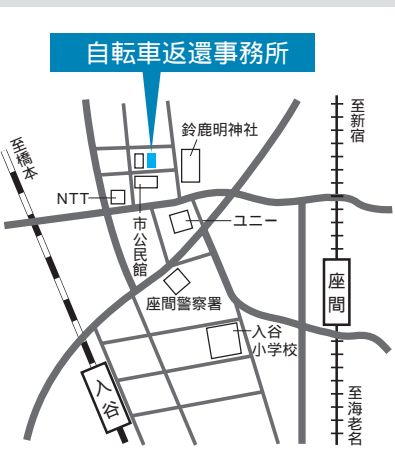 自転車返還事務所
至新宿
鈴鹿明神社
至橋本
NTT
市公民館
ユニー
座間
座間警察署
入谷
小学校
入谷
至海老名